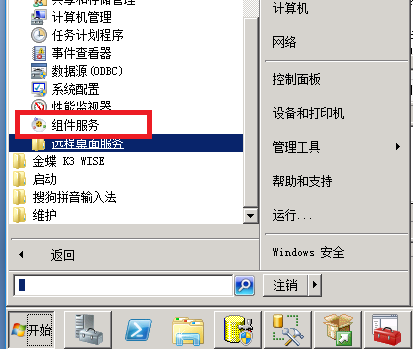 共享和存储管理
计算机管理
任务计划程序
事件查看器
数据源(ODBC)
系统配置
性能监视器
组件服务
远程桌面服务
金蝶 K3 WISE
启动
搜狗拼音输入法
维护
返回
计算机
网络
控制面板
设备和打印机
管理工具
帮助和支持
运行...
Windows 安全
注销
开始